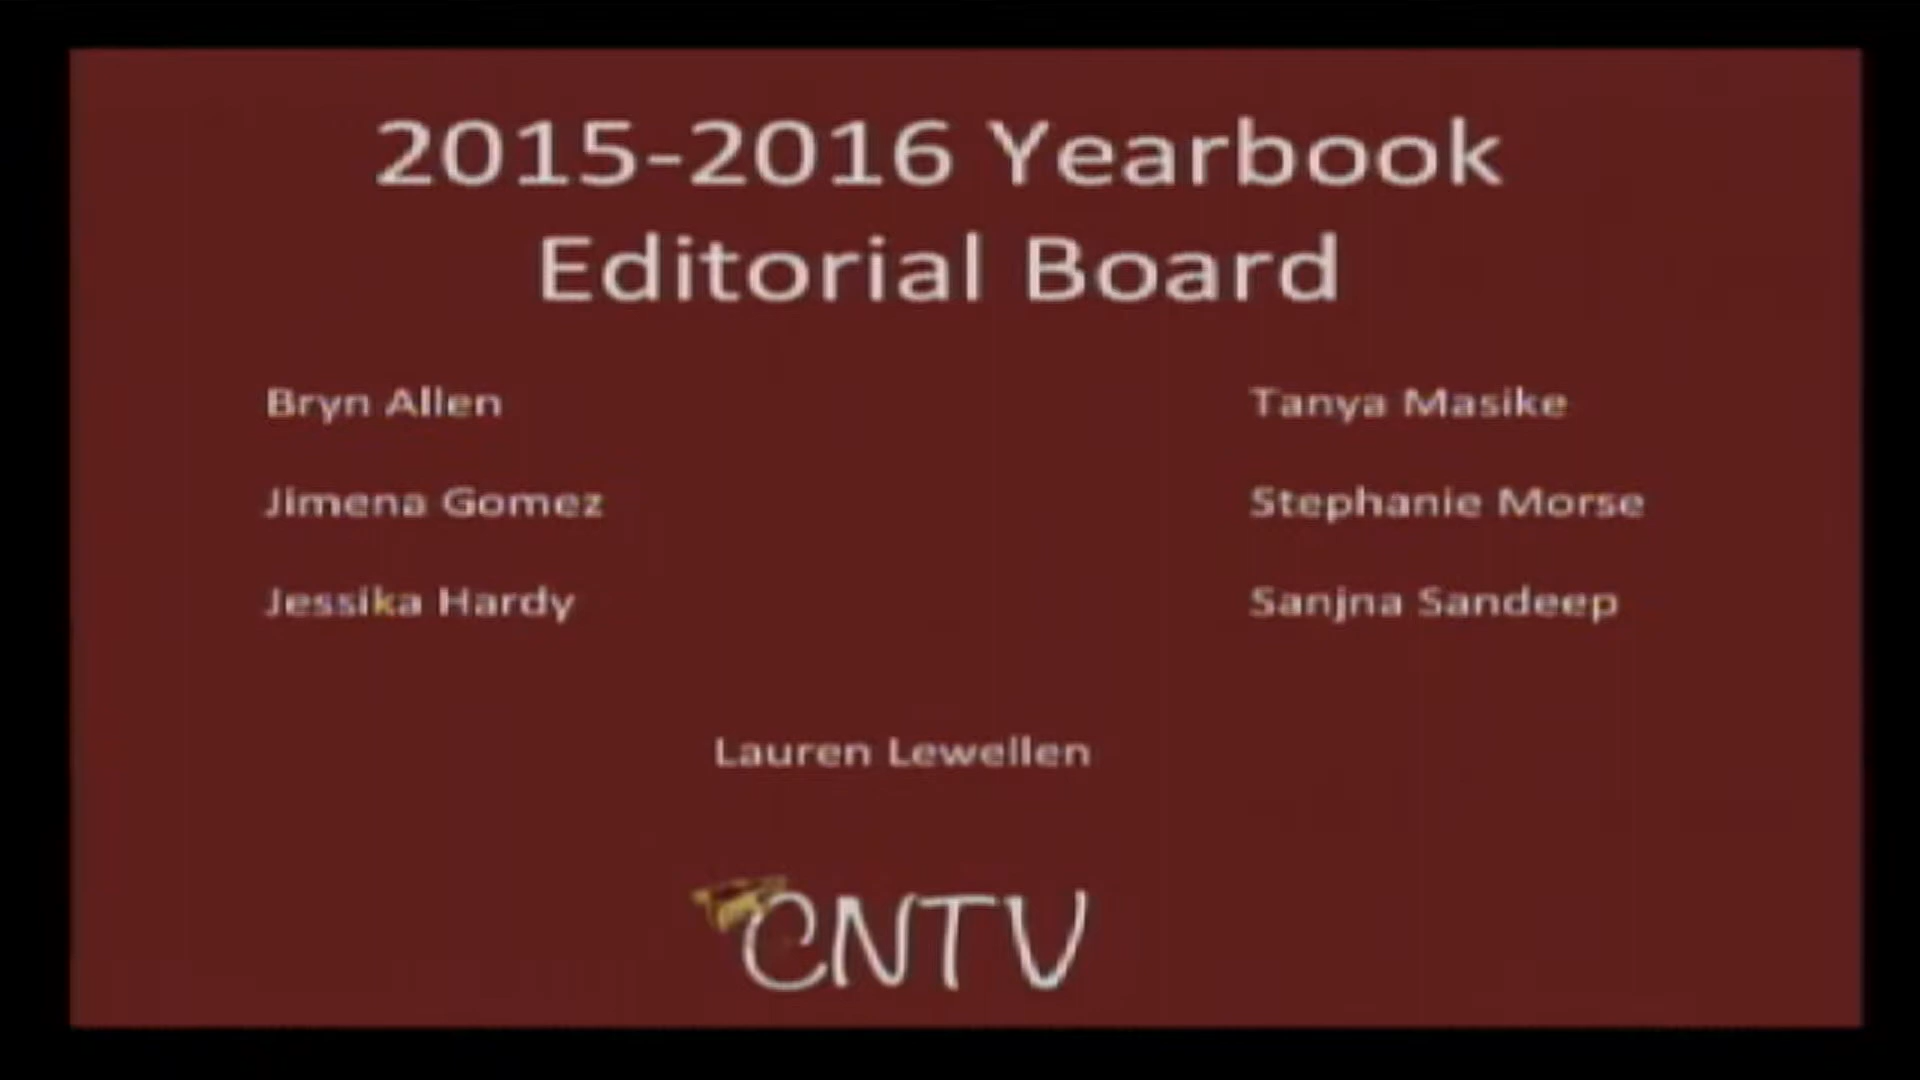 2015-2016 Yearbook
Editorial Board
Bryn Allen
Jimena Gomez
Jessika Hardy
Tanya Masike
Stephanie Morse
Sanjna Sandeep
Lauren Lewellen
CNTV